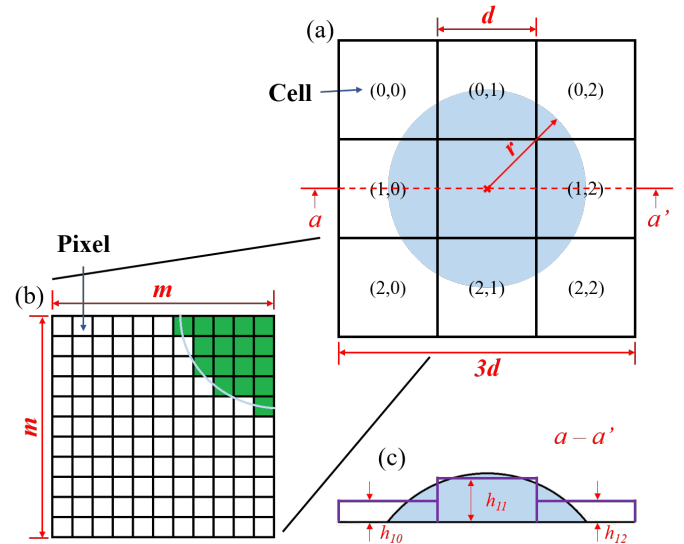 (a)
d
Cell
(0,0)
(0,1)
(0,2)
r
(1,0)
(1,2)
a
a'
Pixel
(2,0)
(2,1)
(2,2)
(b)
m
3d
m
a – a'
(c)
h11
h10
h12